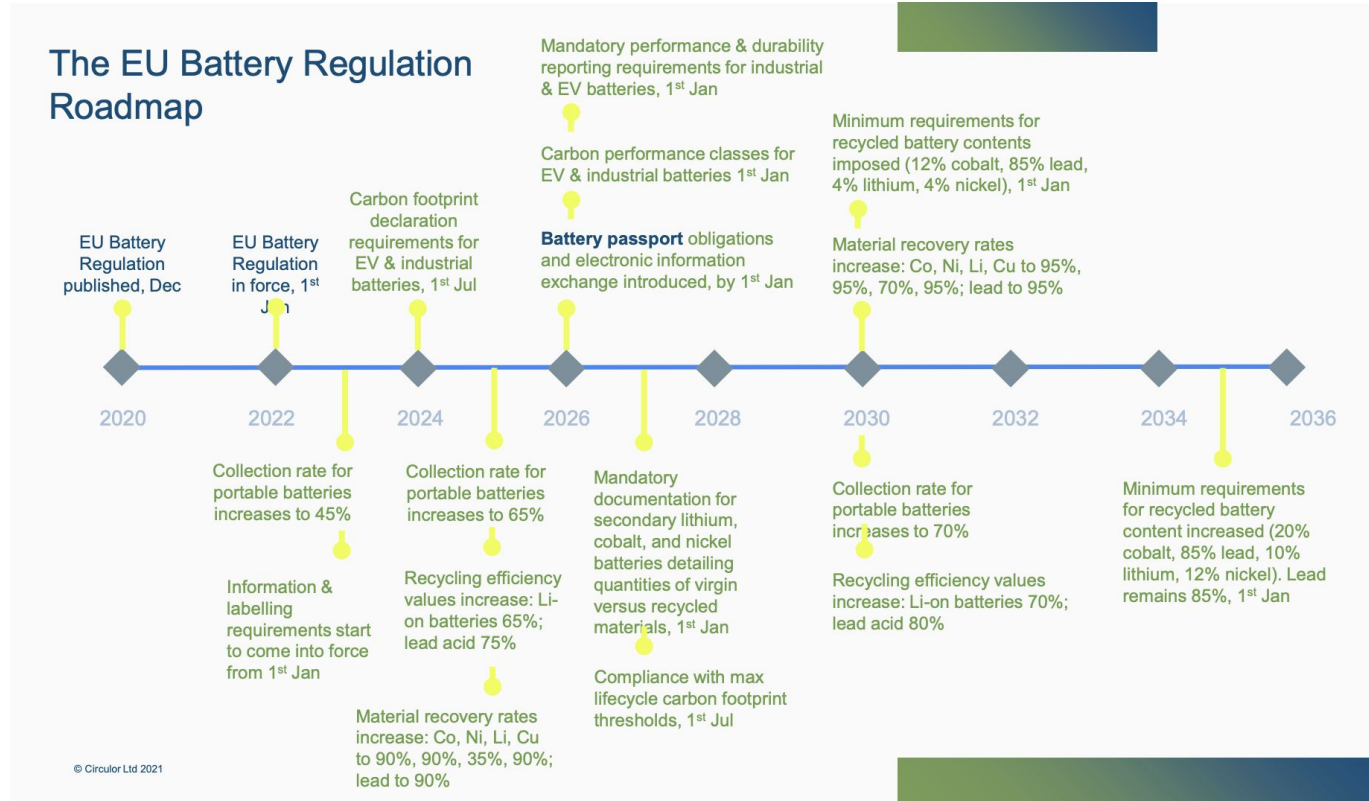 The EU Battery Regulation
Roadmap
EU Battery
Regulation
published, Dec
EU Battery
Regulation
in force, 1st
Jan
Carbon footprint
declaration
requirements for
EV & industrial
batteries, 1st Jul
Mandatory performance & durability
reporting requirements for industrial
& EV batteries, 1st Jan
Carbon performance classes for
EV & industrial batteries 1st Jan
Battery passport obligations
and electronic information
exchange introduced, by 1st Jan
Minimum requirements for
recycled battery contents
imposed (12% cobalt, 85% lead,
4% lithium, 4% nickel), 1st Jan
Material recovery rates
increase: Co, Ni, Li, Cu to 95%,
95%, 70%, 95%; lead to 95%
2020
2022
2024
2026
2028
2030
2032
2034
2036
Collection rate for
portable batteries
increases to 45%
Information &
labelling
requirements start
to come into force
from 1st Jan
Collection rate for
portable batteries
increases to 65%
Recycling efficiency
values increase: Li-
on batteries 65%;
lead acid 75%
Material recovery rates
increase: Co, Ni, Li, Cu
to 90%, 90%, 35%, 90%;
lead to 90%
Mandatory
documentation for
secondary lithium,
cobalt, and nickel
batteries detailing
quantities of virgin
versus recycled
materials, 1st Jan
Compliance with max
lifecycle carbon footprint
thresholds, 1st Jul
Collection rate for
portable batteries
increases to 70%
Recycling efficiency values
increase: Li-on batteries 70%;
lead acid 80%
Minimum requirements
for recycled battery
content increased (20%
cobalt, 85% lead, 10%
lithium, 12% nickel). Lead
remains 85%, 1st Jan
© Circulor Ltd 2021